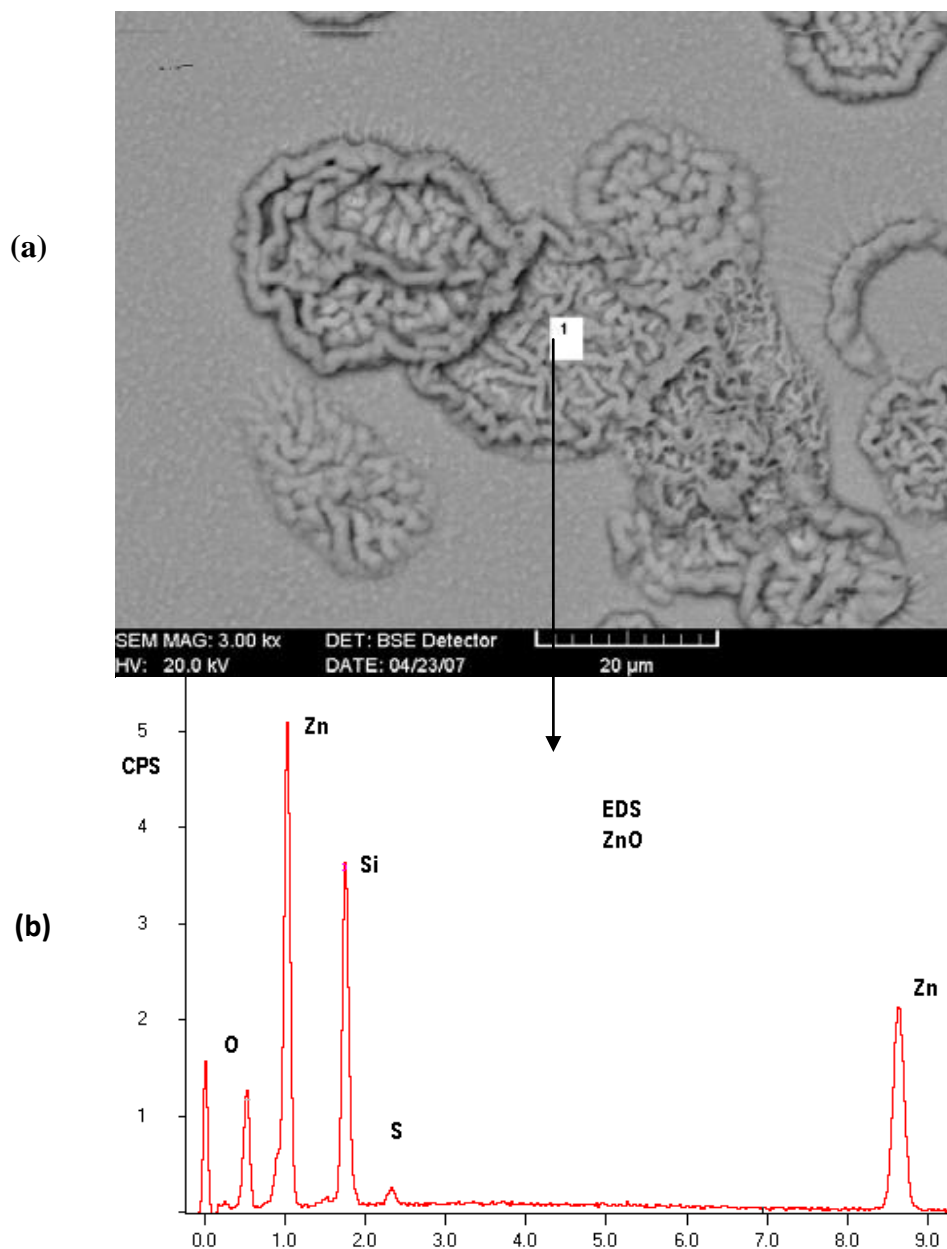 (a)
1
SEM MAG: 3.00 kx DET: BSE Detector
HV: 20.0 kV DATE: 04/23/07 20 µm
(b)
5
CPS
4
3
2
1
Zn
Si
O
S
Zn
EDS
ZnO
0.0 1.0 2.0 3.0 4.0 5.0 6.0 7.0 8.0 9.0